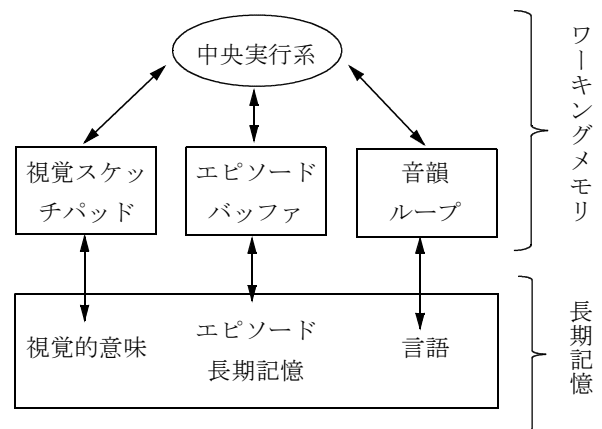 中央実行系
視覚スケッ
チパッド
エピソード
バッファ
音韻
ループ
ワーキングメモリ
視覚的意味
エピソード
長期記憶
言語
長期記憶